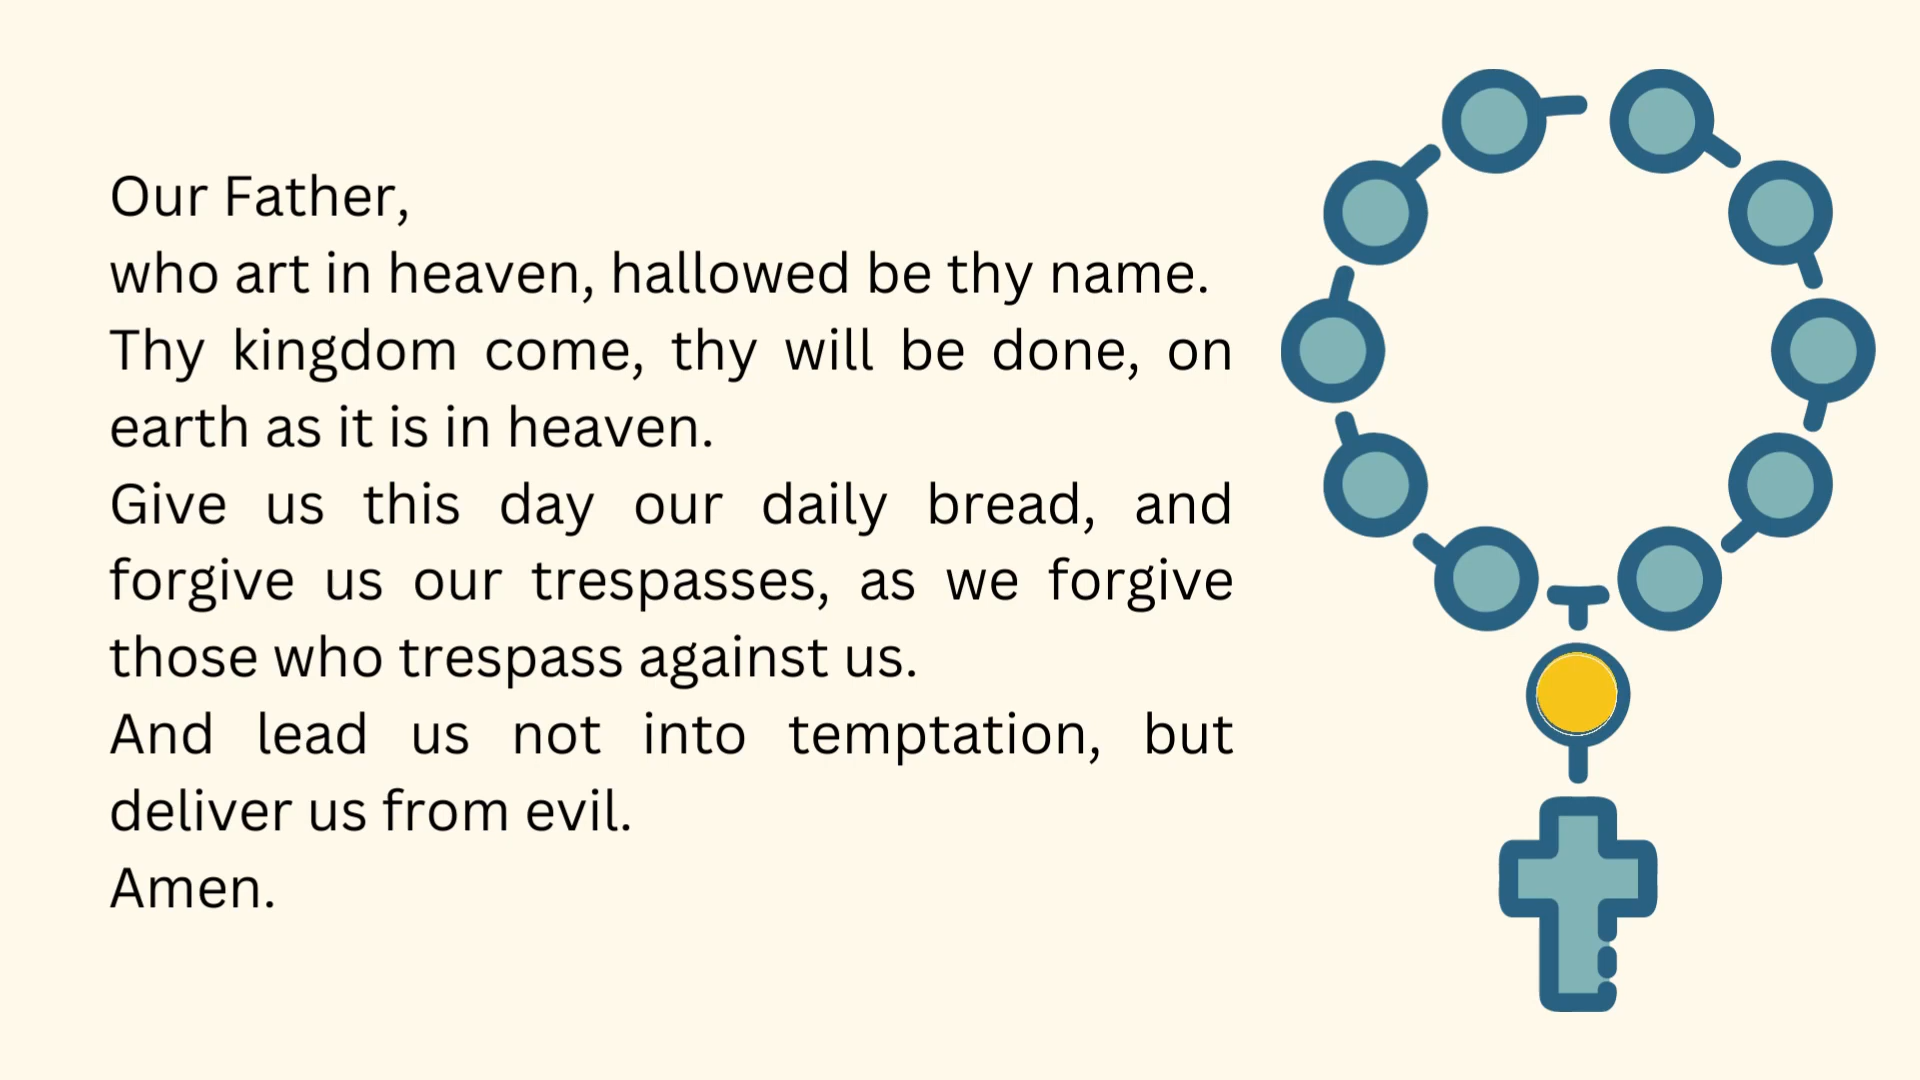 Our Father,
who art in heaven, hallowed be thy name.
Thy kingdom come, thy will be done, on
earth as it is in heaven.
Give us this day our daily bread, and
forgive us our trespasses, as we forgive
those who trespass against us.
And lead us not into temptation, but
deliver us from evil.
Amen.